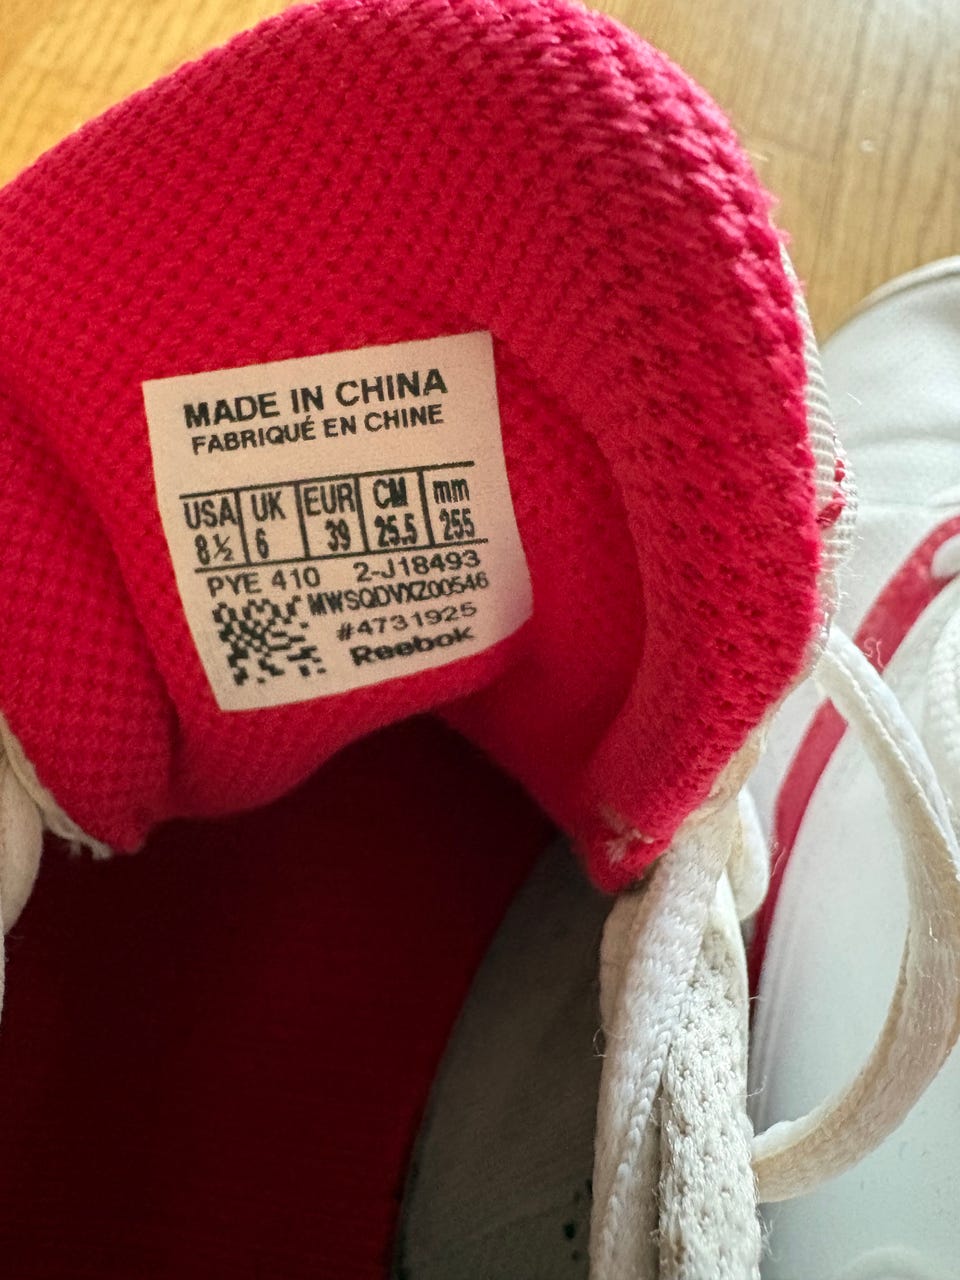 MADE IN CHINA
FABRIQUÉ EN CHINE
USA UK EUR CM mm
8½ 6 39 25.5 255
PYE 410 2-J18493
MWSQDVXZ00546
#4731925
Reebok